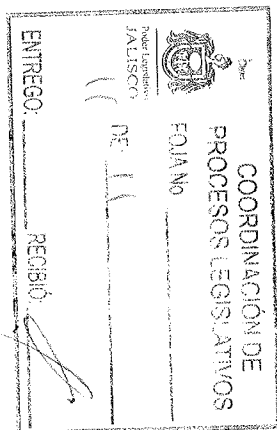 COORDINACIÓN DE
PROCESOS LEGISLATIVOS
Poder Legislativo
JALISCO
FOJA No.
DE
ENTREGO:
RECIBIÓ: